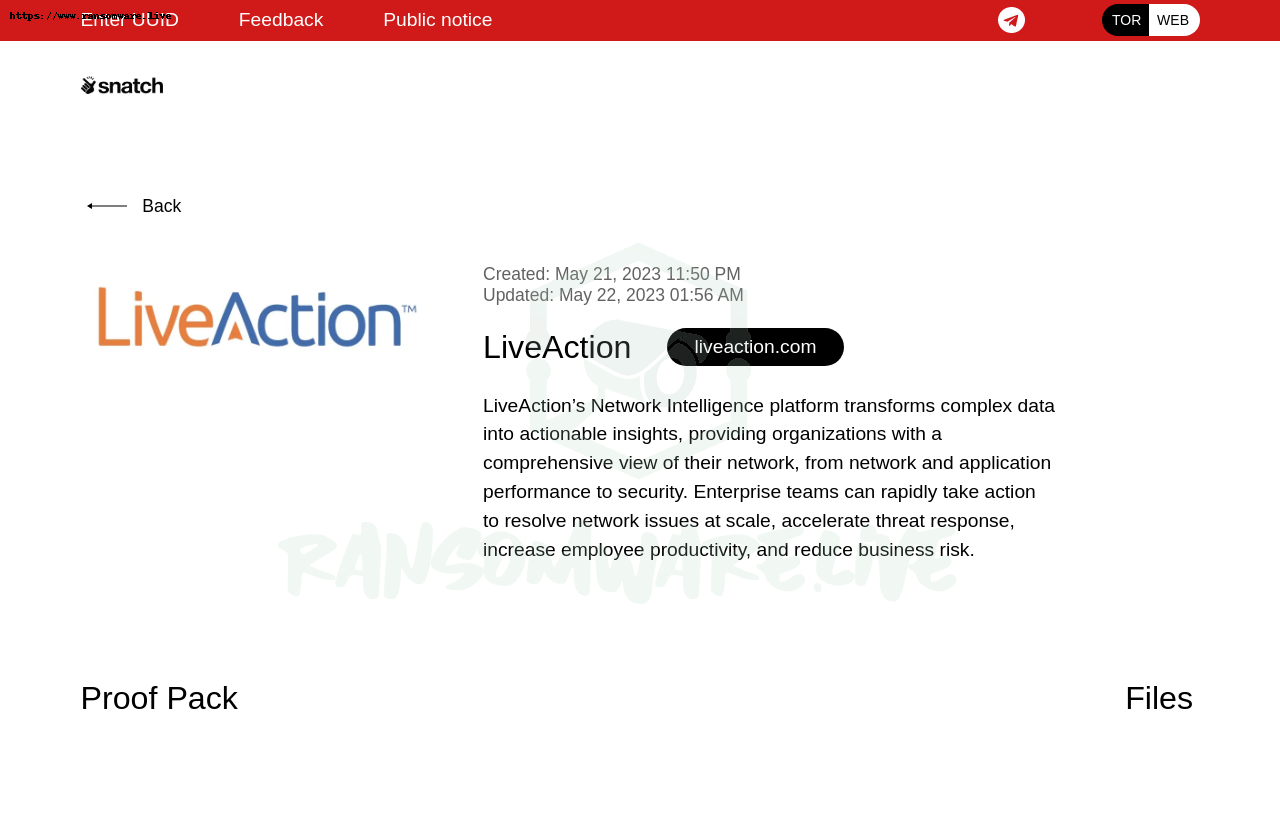 https://www.ransomware.live
Enter UUID
Feedback
Public notice
TOR
WEB
snatch
Back
LiveAction™
Created: May 21, 2023 11:50 PM
Updated: May 22, 2023 01:56 AM
LiveAction
liveaction.com
LiveAction’s Network Intelligence platform transforms complex data
into actionable insights, providing organizations with a
comprehensive view of their network, from network and application
performance to security. Enterprise teams can rapidly take action
to resolve network issues at scale, accelerate threat response,
increase employee productivity, and reduce business risk.
RANSOMWARE.LIVE
Proof Pack
Files